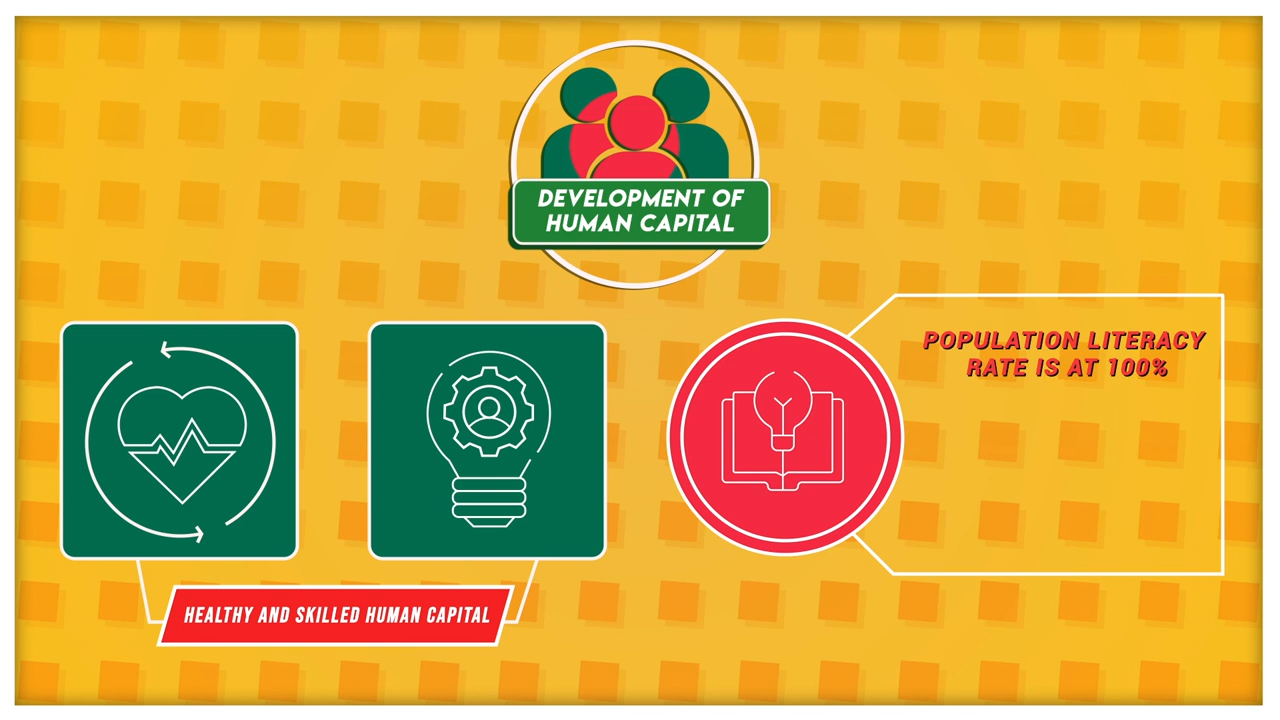 DEVELOPMENT OF
HUMAN CAPITAL
POPULATION LITERACY
RATE IS AT 100%
HEALTHY AND SKILLED HUMAN CAPITAL